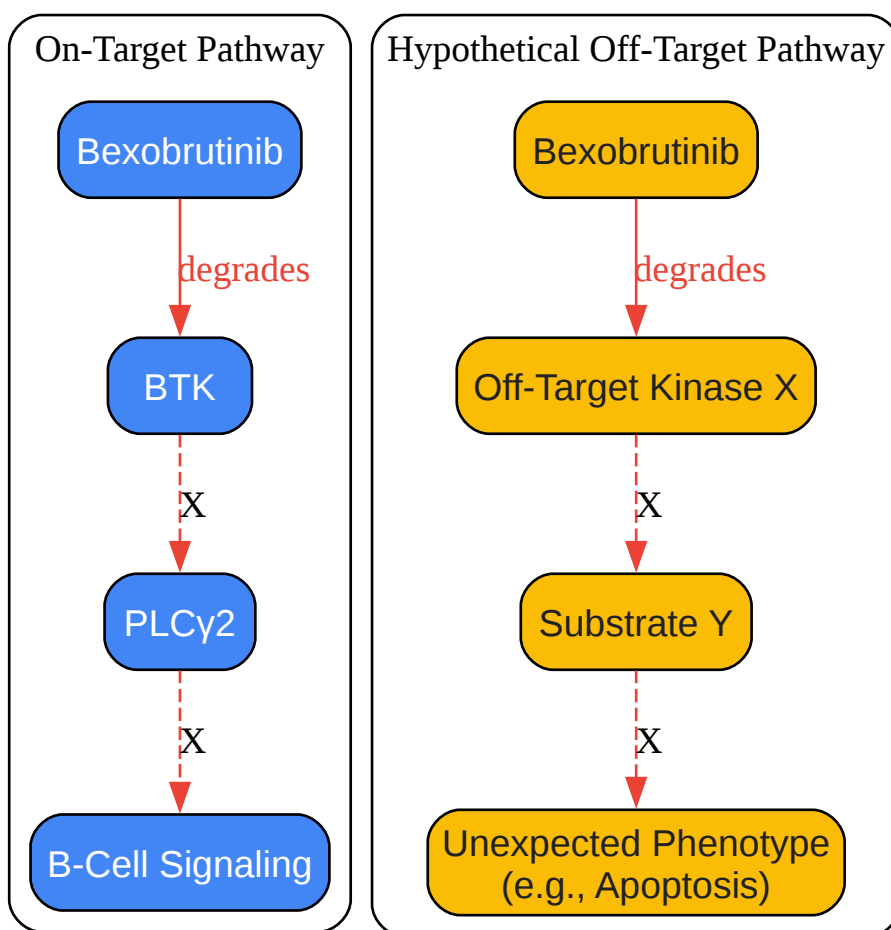 On-Target Pathway
Bexobrutinib
degrades
BTK
X
PLCγ2
X
B-Cell Signaling
Hypothetical Off-Target Pathway
Bexobrutinib
degrades
Off-Target Kinase X
X
Substrate Y
X
Unexpected Phenotype
(e.g., Apoptosis)